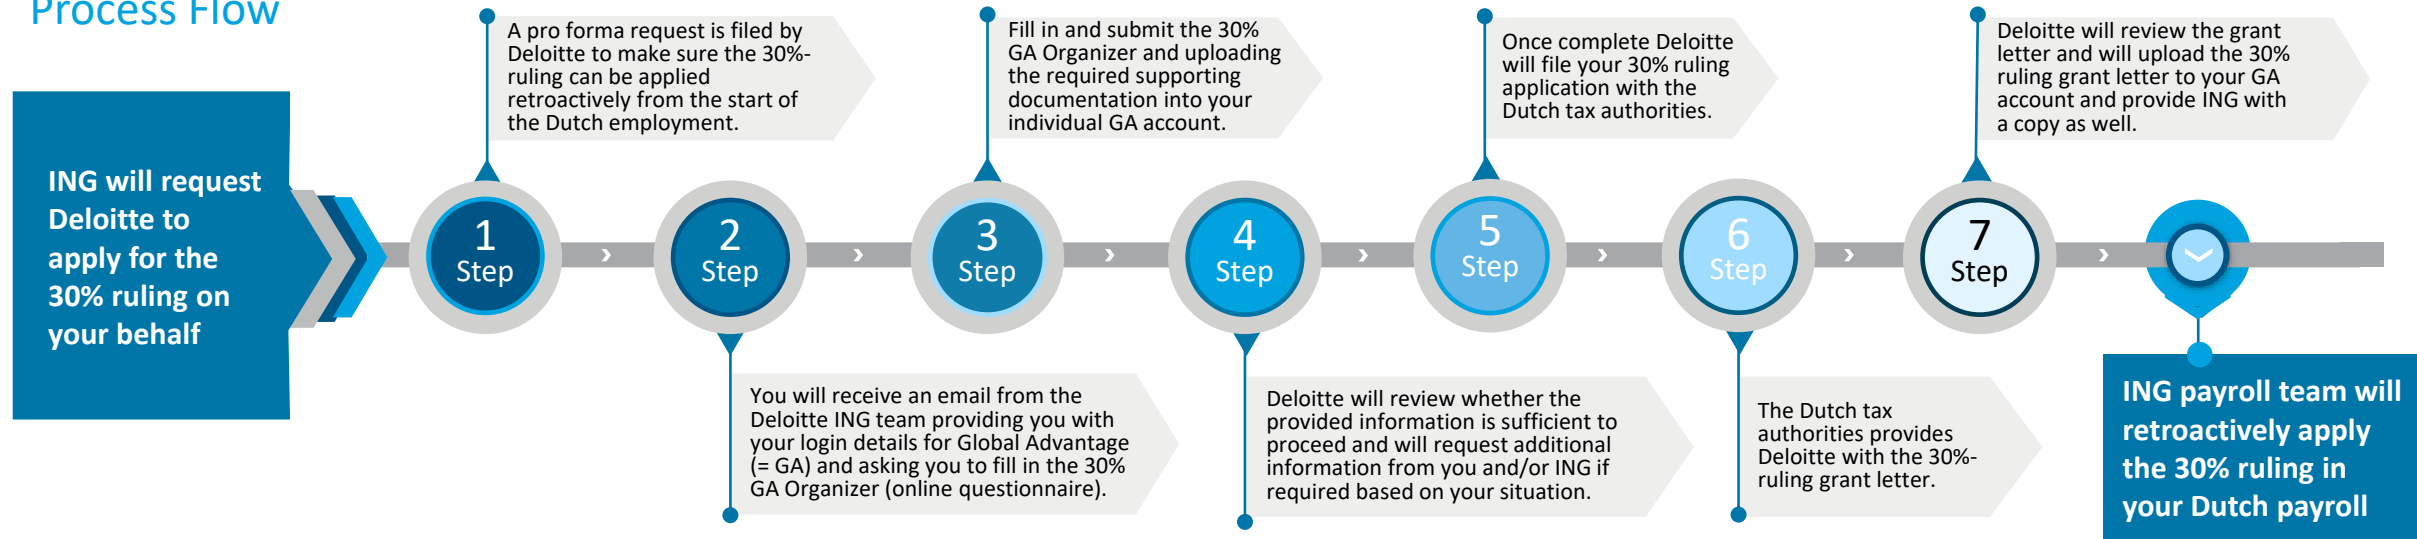 Process Flow
ING will request
Deloitte to
apply for the
30% ruling on
your behalf
A pro forma request is filed by
Deloitte to make sure the 30%-
ruling can be applied
retroactively from the start of
the Dutch employment.
1
Step
2
Step
You will receive an email from the
Deloitte ING team providing you with
your login details for Global Advantage
(= GA) and asking you to fill in the 30%
GA Organizer (online questionnaire).
Fill in and submit the 30%
GA Organizer and uploading
the required supporting
documentation into your
individual GA account.
3
Step
4
Step
Deloitte will review whether the
provided information is sufficient to
proceed and will request additional
information from you and/or ING if
required based on your situation.
Once complete Deloitte
will file your 30% ruling
application with the
Dutch tax authorities.
5
Step
6
Step
The Dutch tax
authorities provides
Deloitte with the 30%-
ruling grant letter.
Deloitte will review the grant
letter and will upload the 30%
ruling grant letter to your GA
account and provide ING with
a copy as well.
7
Step
ING payroll team will
retroactively apply
the 30% ruling in
your Dutch payroll